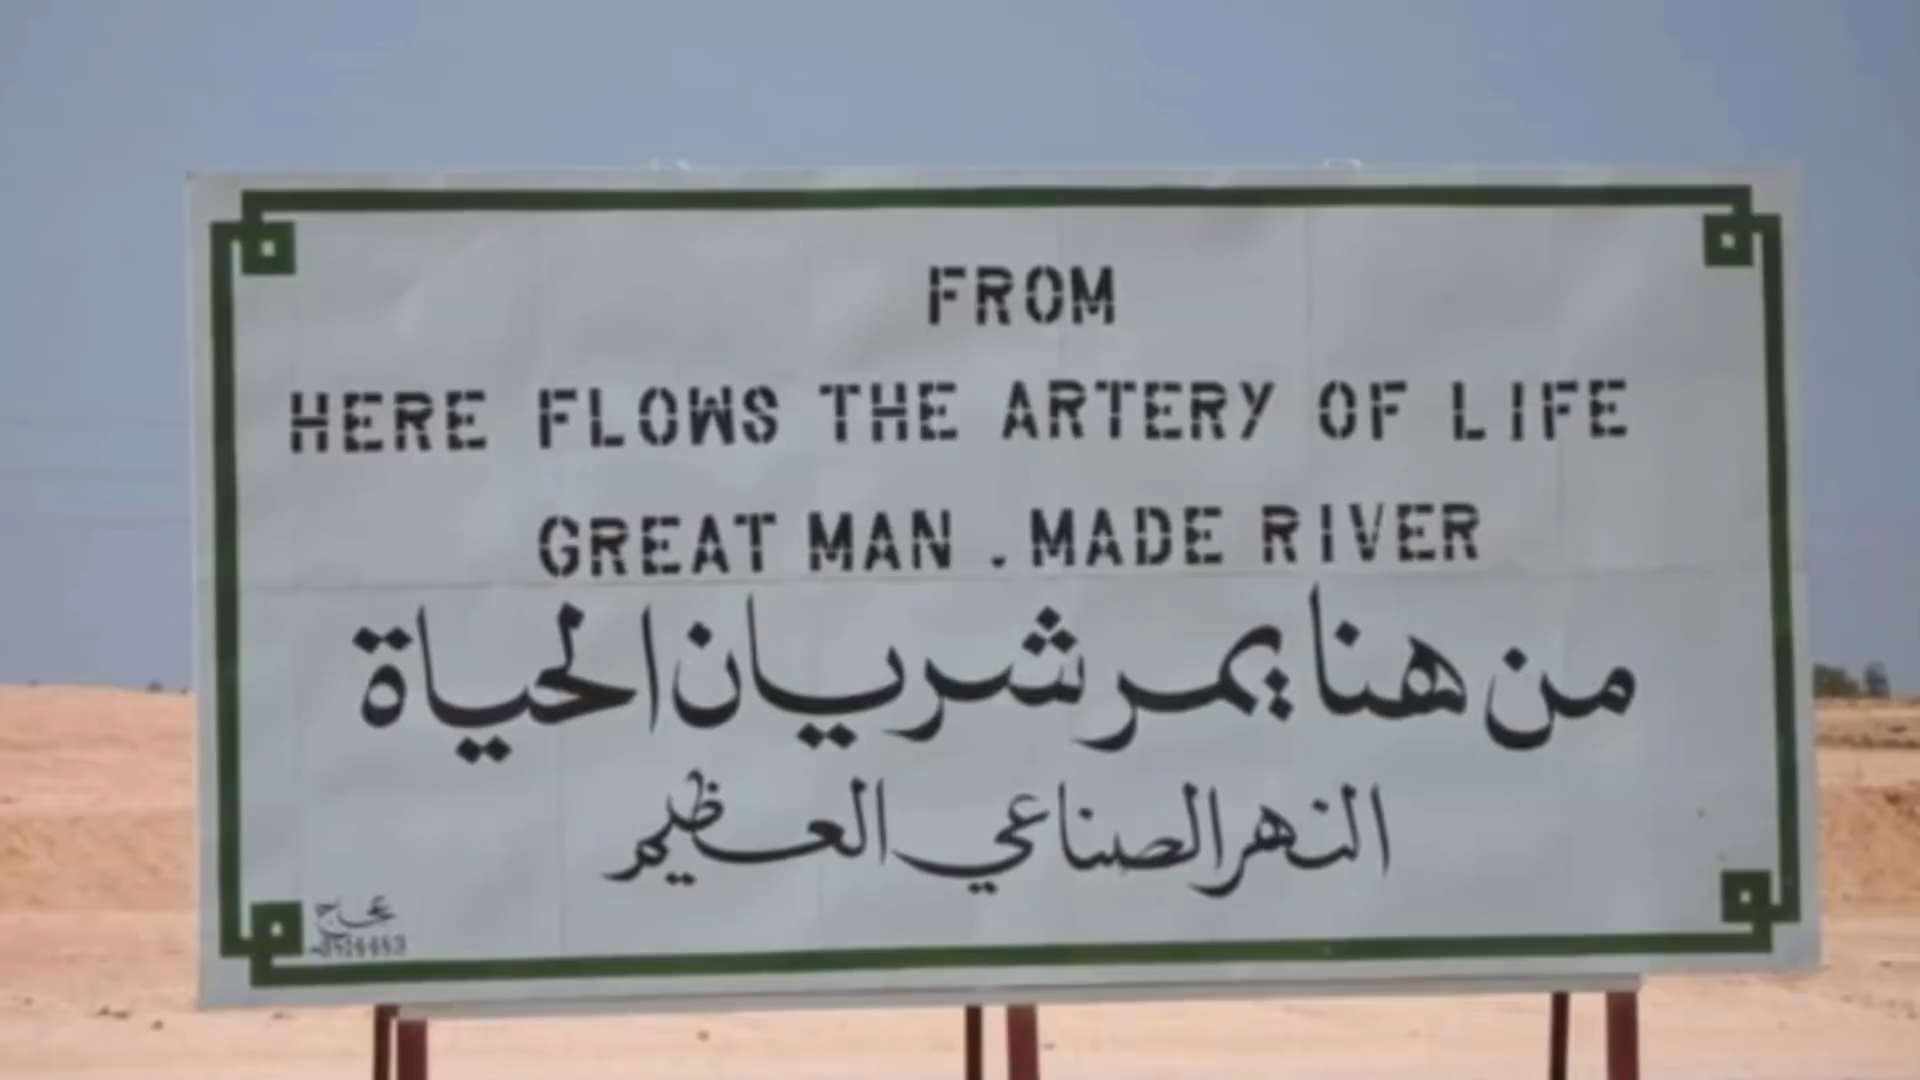 FROM
HERE FLOWS THE ARTERY OF LIFE
GREAT MAN . MADE RIVER
من هنا يمر شريان الحياة
النهر الصناعي العظيم